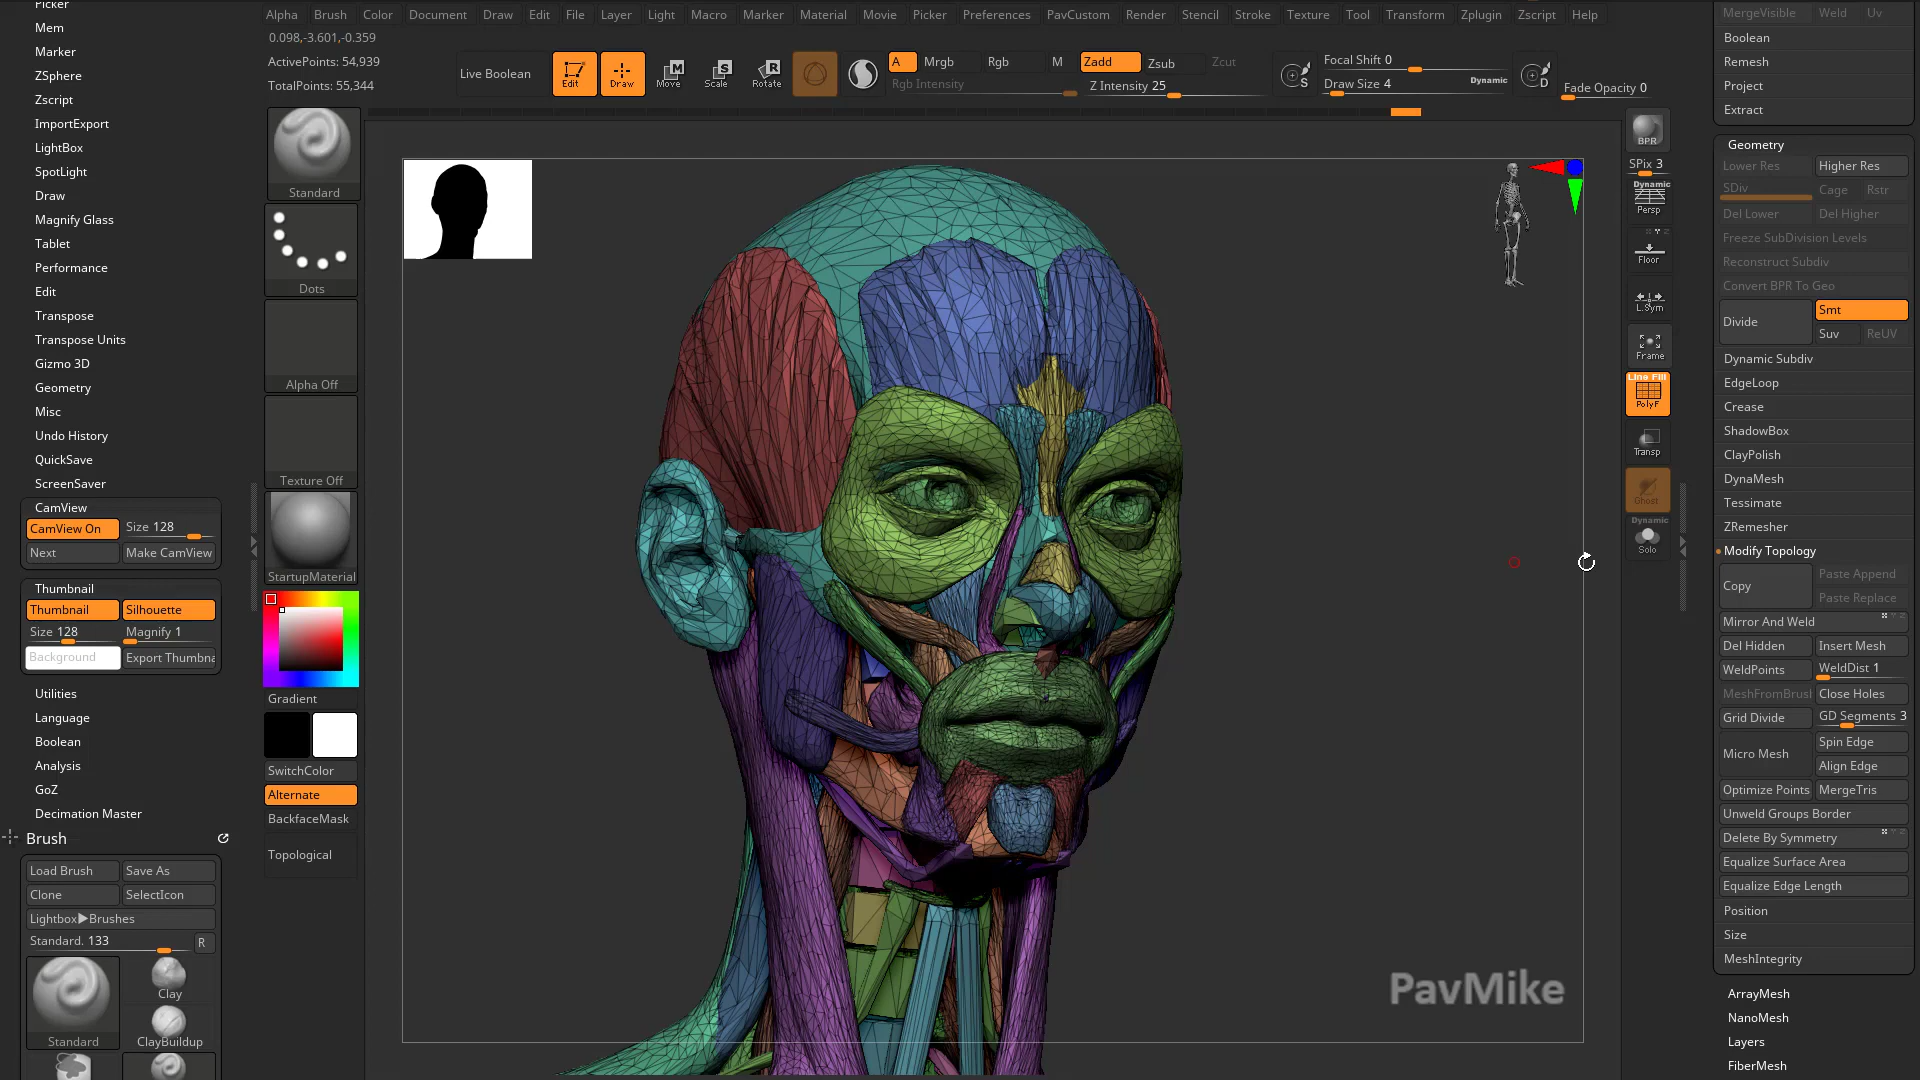 Picker
Mem
Marker
ZSphere
Zscript
ImportExport
LightBox
SpotLight
Draw
Magnify Glass
Tablet
Performance
Edit
Transpose
Transpose Units
Gizmo 3D
Geometry
Misc
Undo History
QuickSave
ScreenSaver
CamView
CamView On
Size 128
Next
Make CamView
Thumbnail
Thumbnail
Silhouette
Size 128
Magnify 1
Background
Export Thumbna
Utilities
Language
Boolean
Analysis
GoZ
Decimation Master
Brush
Load Brush
Save As
Clone
SelectIcon
Lightbox▶Brushes
Standard. 133
R
Standard
Clay
ClayBuildup
Alpha Brush Color Document Draw Edit File Layer Light Macro Marker Material Movie Picker Preferences PavCustom Render Stencil Stroke Texture Tool Transform Zplugin Zscript Help
0.098,-3.601,-0.359
ActivePoints: 54,939
TotalPoints: 55,344
Live Boolean
Edit
Draw
M
Move
S
Scale
R
Rotate
A
Mrgb
Rgb
M
Zadd
Zsub
Zcut
Rgb Intensity
Z Intensity 25
S
Focal Shift 0
Draw Size 4
Dynamic
D
Fade Opacity 0
Standard
Dots
Alpha Off
Texture Off
StartupMaterial
Gradient
SwitchColor
Alternate
BackfaceMask
Topological
PavMike
BPR
SPix 3
Dynamic
Persp
Floor
L.Sym
Frame
Line Fill
PolyF
Transp
Ghost
Dynamic
Solo
MergeVisible
Weld
Uv
Boolean
Remesh
Project
Extract
Geometry
Lower Res
Higher Res
SDiv
Cage
Rstr
Del Lower
Del Higher
Freeze SubDivision Levels
Reconstruct Subdiv
Convert BPR To Geo
Divide
Smt
Suv
ReUV
Dynamic Subdiv
EdgeLoop
Crease
ShadowBox
ClayPolish
DynaMesh
Tessimate
ZRemesher
Modify Topology
Copy
Paste Append
Paste Replace
Mirror And Weld
Del Hidden
Insert Mesh
WeldPoints
WeldDist 1
MeshFromBrus
Close Holes
Grid Divide
GD Segments 3
Micro Mesh
Spin Edge
Align Edge
Optimize Points
MergeTris
Unweld Groups Border
Delete By Symmetry
Equalize Surface Area
Equalize Edge Length
Position
Size
MeshIntegrity
ArrayMesh
NanoMesh
Layers
FiberMesh